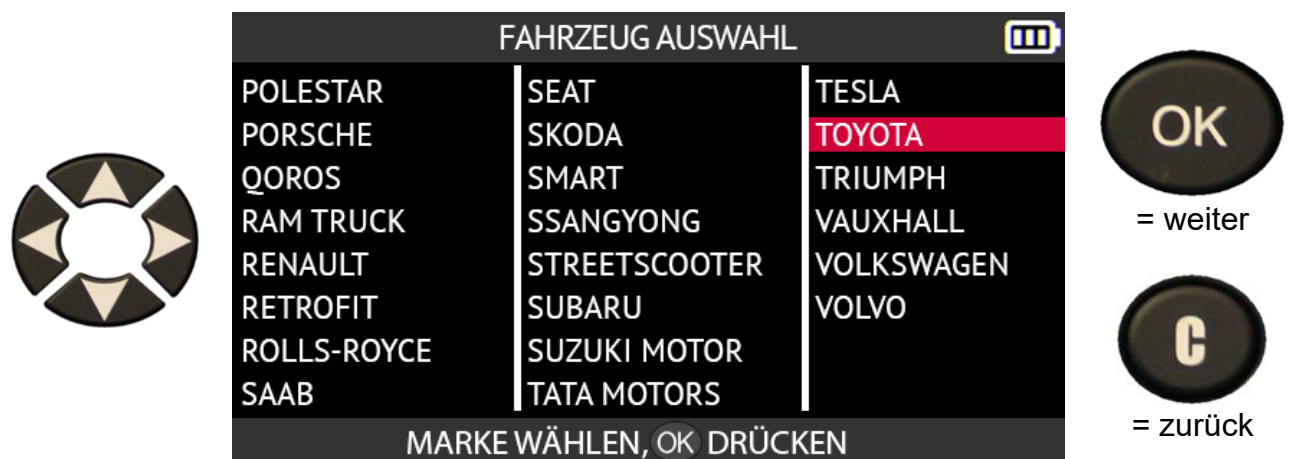 FAHRZEUG AUSWAHL
POLESTAR
PORSCHE
QOROS
RAM TRUCK
RENAULT
RETROFIT
ROLLS-ROYCE
SAAB
SEAT
SKODA
SMART
SSANGYONG
STREETSCOOTER
SUBARU
SUZUKI MOTOR
TATA MOTORS
TESLA
TOYOTA
TRIUMPH
VAUXHALL
VOLKSWAGEN
VOLVO
MARKE WÄHLEN, OK DRÜCKEN
OK
= weiter
C
= zurück